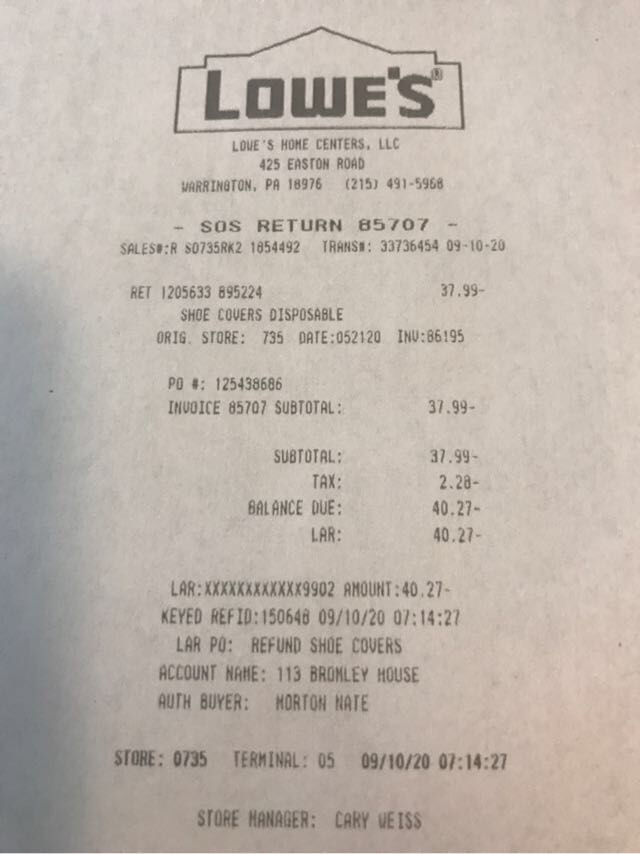 LOWE'S®
LOWE'S HOME CENTERS, LLC
425 EASTON ROAD
WARRINGTON, PA 18976 (215) 491-5968
- SOS RETURN 85707 -
SALES#:R S0735RK2 1854492 TRANS#: 33736454 09-10-20
RET 1205633 895224 37.99-
SHOE COVERS DISPOSABLE
ORIG. STORE: 735 DATE:052120 INV:86195
PO #: 125438686
INVOICE 85707 SUBTOTAL: 37.99-
SUBTOTAL: 37.99-
TAX: 2.28-
BALANCE DUE: 40.27-
LAR: 40.27-
LAR:XXXXXXXXXXXX9902 AMOUNT:40.27-
KEYED REFID:150648 09/10/20 07:14:27
LAR PO: REFUND SHOE COVERS
ACCOUNT NAME: 113 BROMLEY HOUSE
AUTH BUYER: MORTON NATE
STORE: 0735 TERMINAL: 05 09/10/20 07:14:27
STORE MANAGER: CARY WEISS